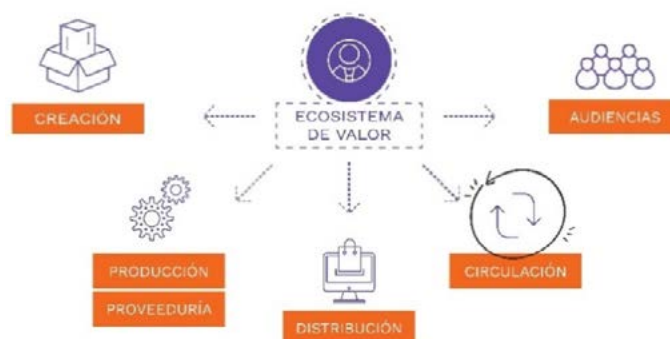 ECOSISTEMA
DE VALOR
CREACIÓN
AUDIENCIAS
PRODUCCIÓN
PROVEEDURÍA
CIRCULACIÓN
DISTRIBUCIÓN